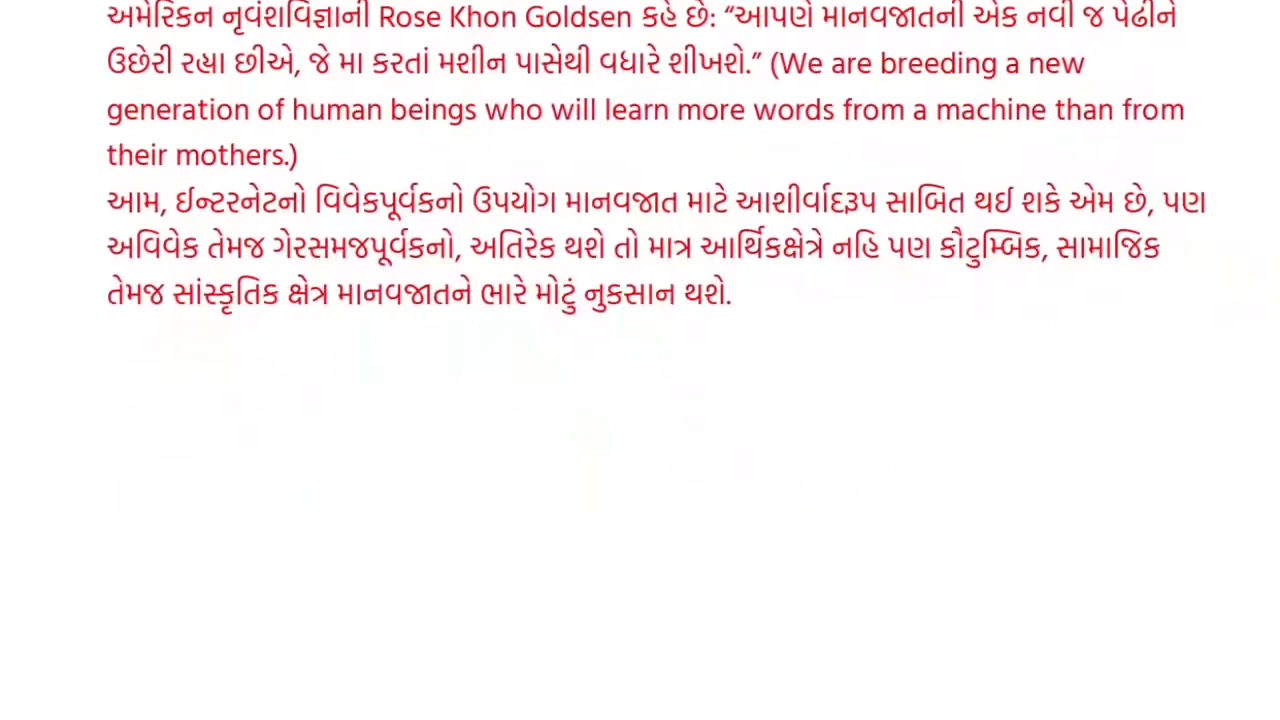 અમેરિકન નૃવંશવિજ્ઞાની Rose Khon Goldsen કહે છે: “આપણે માનવજાતની એક નવી જ પેઢીને
ઉછેરી રહ્યા છીએ, જે મા કરતાં મશીન પાસેથી વધારે શીખશે.” (We are breeding a new
generation of human beings who will learn more words from a machine than from
their mothers.)
આમ, ઈન્ટરનેટનો વિવેકપૂર્વકનો ઉપયોગ માનવજાત માટે આશીર્વાદરૂપ સાબિત થઈ શકે એમ છે, પણ
અવિવેક તેમજ ગેરસમજપૂર્વકનો, અતિરેક થશે તો માત્ર આર્થિકક્ષેત્રે નહિ પણ કૌટુમ્બિક, સામાજિક
તેમજ સાંસ્કૃતિક ક્ષેત્ર માનવજાતને ભારે મોટું નુકસાન થશે.